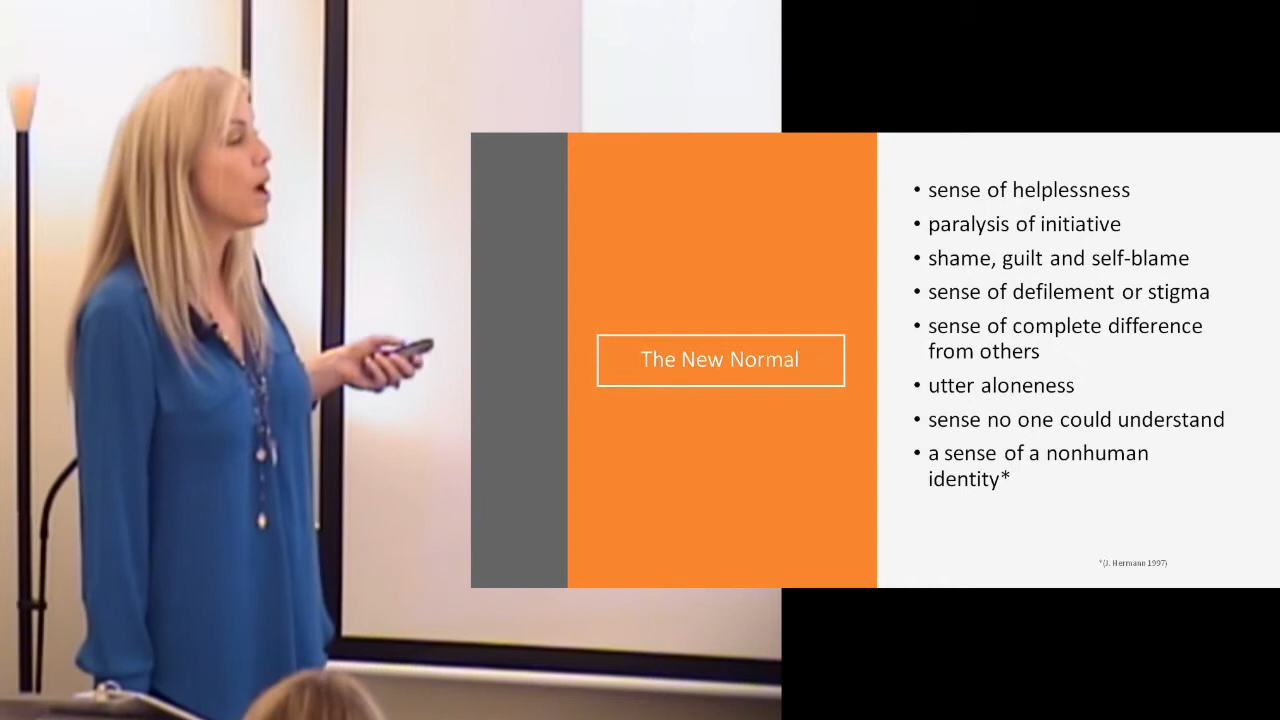 The New Normal
• sense of helplessness
• paralysis of initiative
• shame, guilt and self-blame
• sense of defilement or stigma
• sense of complete difference
from others
• utter aloneness
• sense no one could understand
• a sense of a nonhuman
identity*
*(J. Hermann 1997)